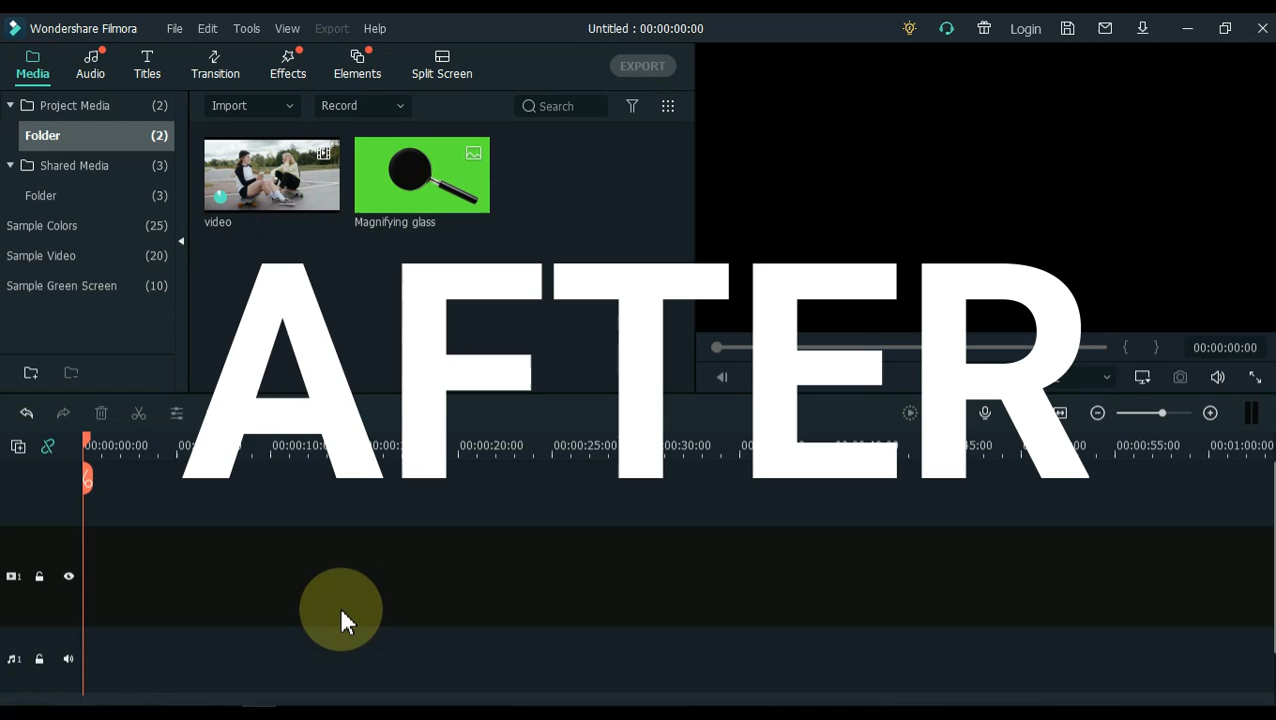 Wondershare Filmora File Edit Tools View Export Help Untitled : 00:00:00:00 Login
Media Audio Titles Transition Effects Elements Split Screen EXPORT
Project Media (2) Import Record Search
Folder (2)
Shared Media (3)
Folder (3)
video Magnifying glass
Sample Colors (25)
Sample Video (20)
Sample Green Screen (10)
AFTER
{ } 00:00:00:00
00:00:00:00 00:00:10:00 00:00:20:00 00:00:25:00 00:00:55:00 00:01:00:00
1
1